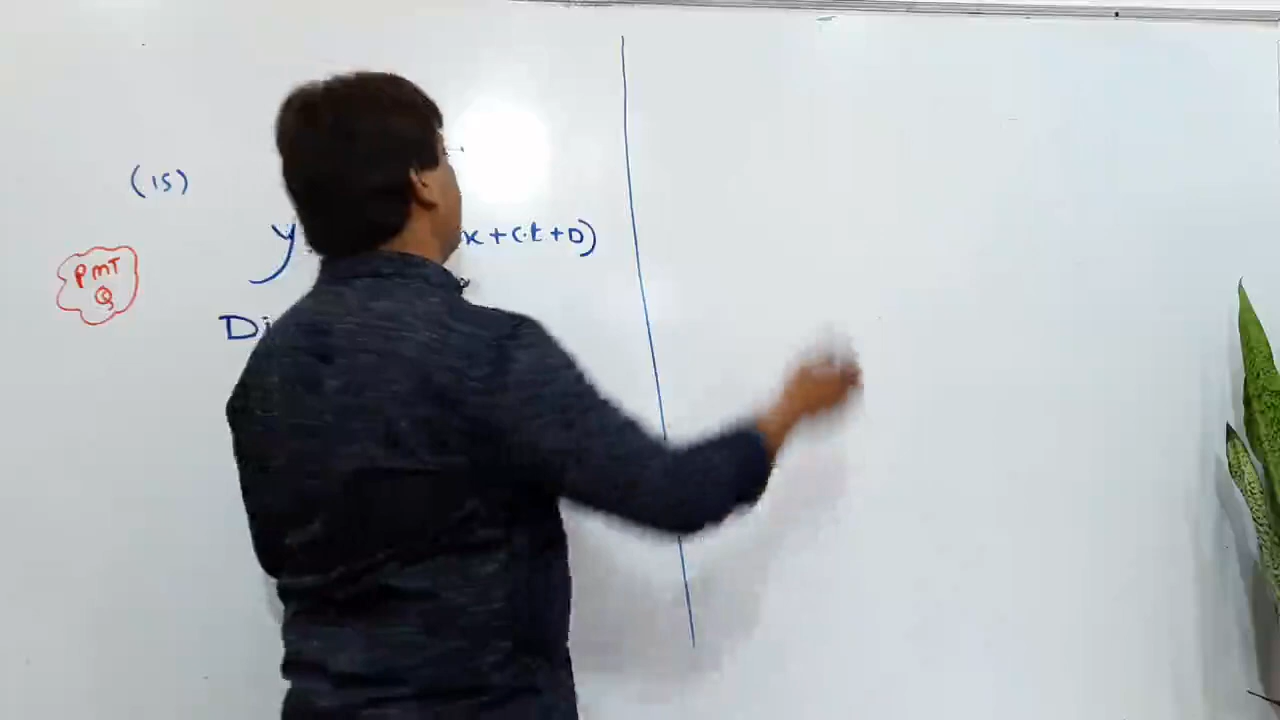 (15)
y x + C.t + D)
PMT
Q
Di